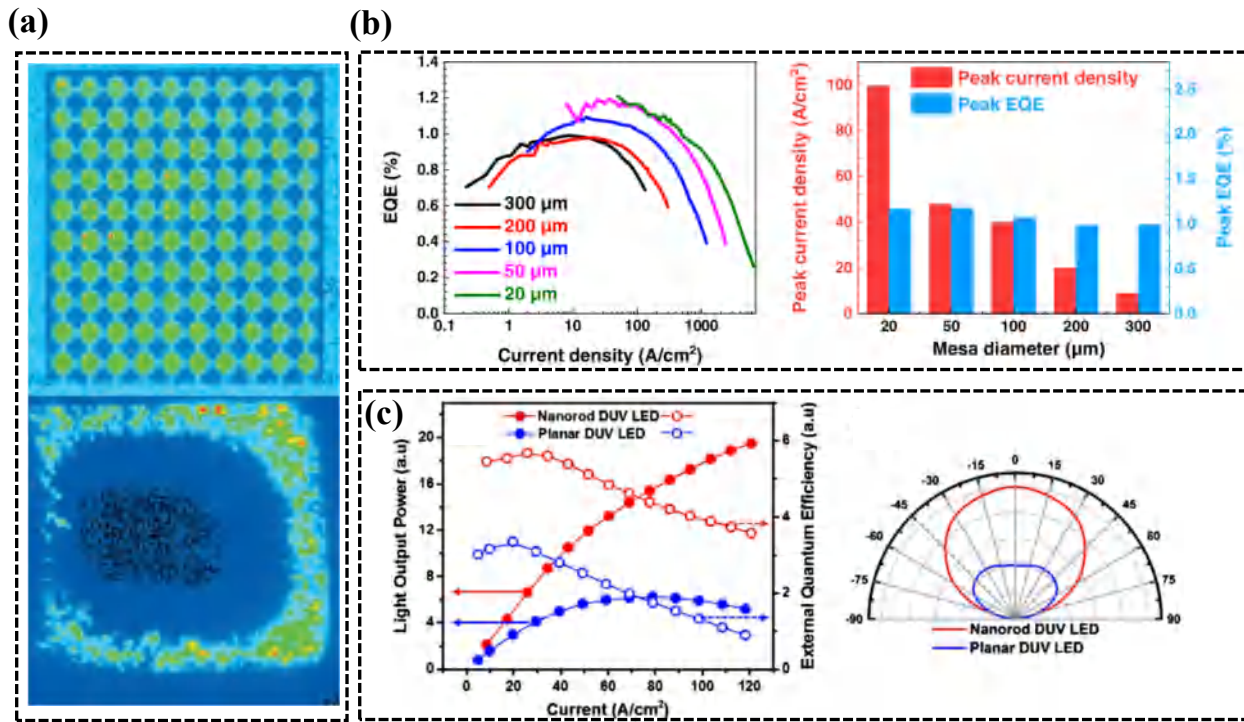 (a)
(b)
EQE (%)
1.4
1.2
1.0
0.8
0.6
0.4
0.2
0.0
300 µm
200 µm
100 µm
50 µm
20 µm
0.1 1 10 100 1000
Current density (A/cm²)
Peak current density (A/cm²)
100
80
60
40
20
0
Peak current density
Peak EQE
2.5
2.0
1.5
1.0
0.5
0.0
Peak EQE (%)
20 50 100 200 300
Mesa diameter (µm)
(c)
Light Output Power (a.u)
20
16
12
8
4
0
Nanorod DUV LED
Planar DUV LED
6
5
4
3
2
1
0
External Quantum Efficiency (a.u)
0 20 40 60 80 100 120
Current (A/cm²)
-90 -75 -60 -45 -30 -15 0 15 30 45 60 75 90
Nanorod DUV LED
Planar DUV LED